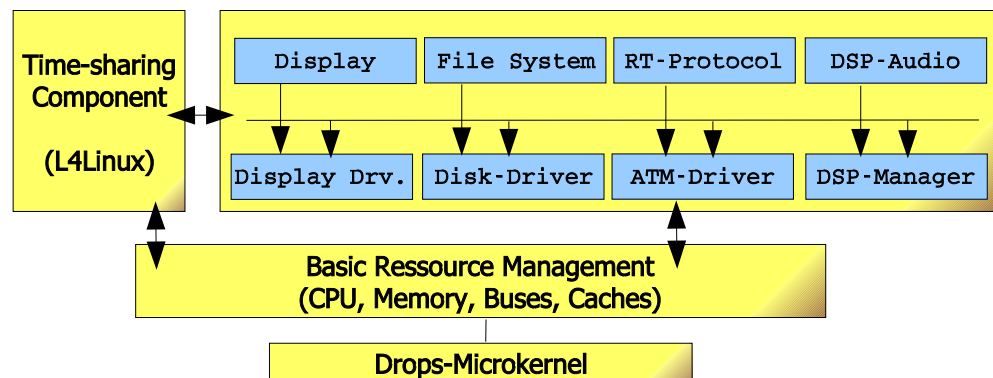 Time-sharing
Component
(L4Linux)
Display
File System
RT-Protocol
DSP-Audio
Display Drv.
Disk-Driver
ATM-Driver
DSP-Manager
Basic Ressource Management
(CPU, Memory, Buses, Caches)
Drops-Microkernel